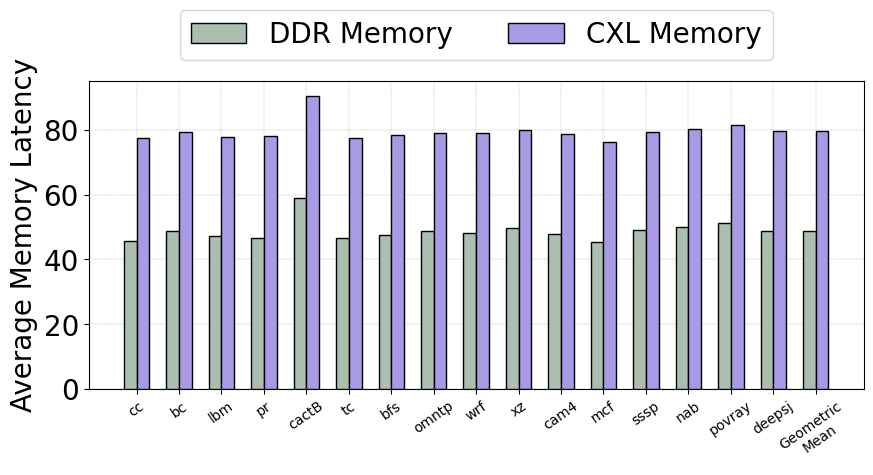 DDR Memory CXL Memory
Average Memory Latency
80
60
40
20
0
cc bc lbm pr cactB tc bfs omntp wrf xz cam4 mcf sssp nab povray deepsj Geometric
Mean